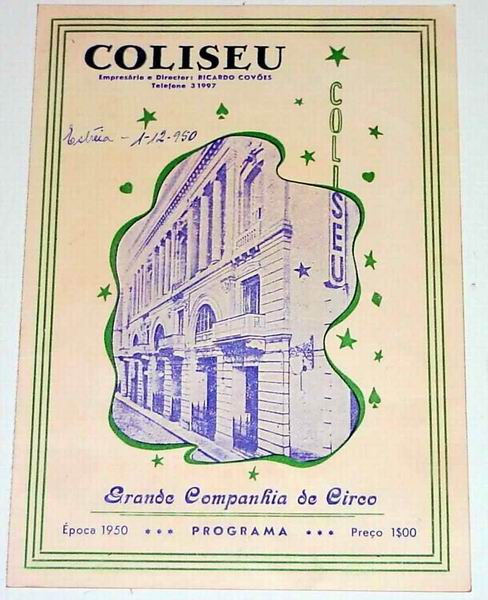 COLISEU
Empresário e Director: RICARDO COVÕES
Telefone 31997
Estréia - 1-12-950
COLISEU
Grande Companhia de Circo
Época 1950 *** PROGRAMA *** Preço 1$00